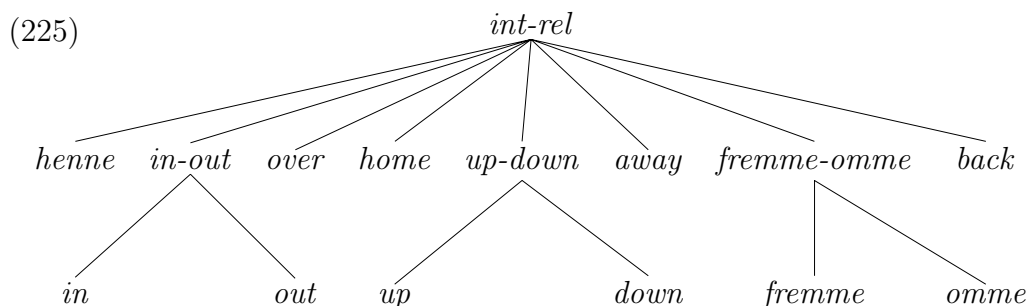 (225) int-rel
henne in-out over home up-down away fremme-omme back
in out up down fremme omme